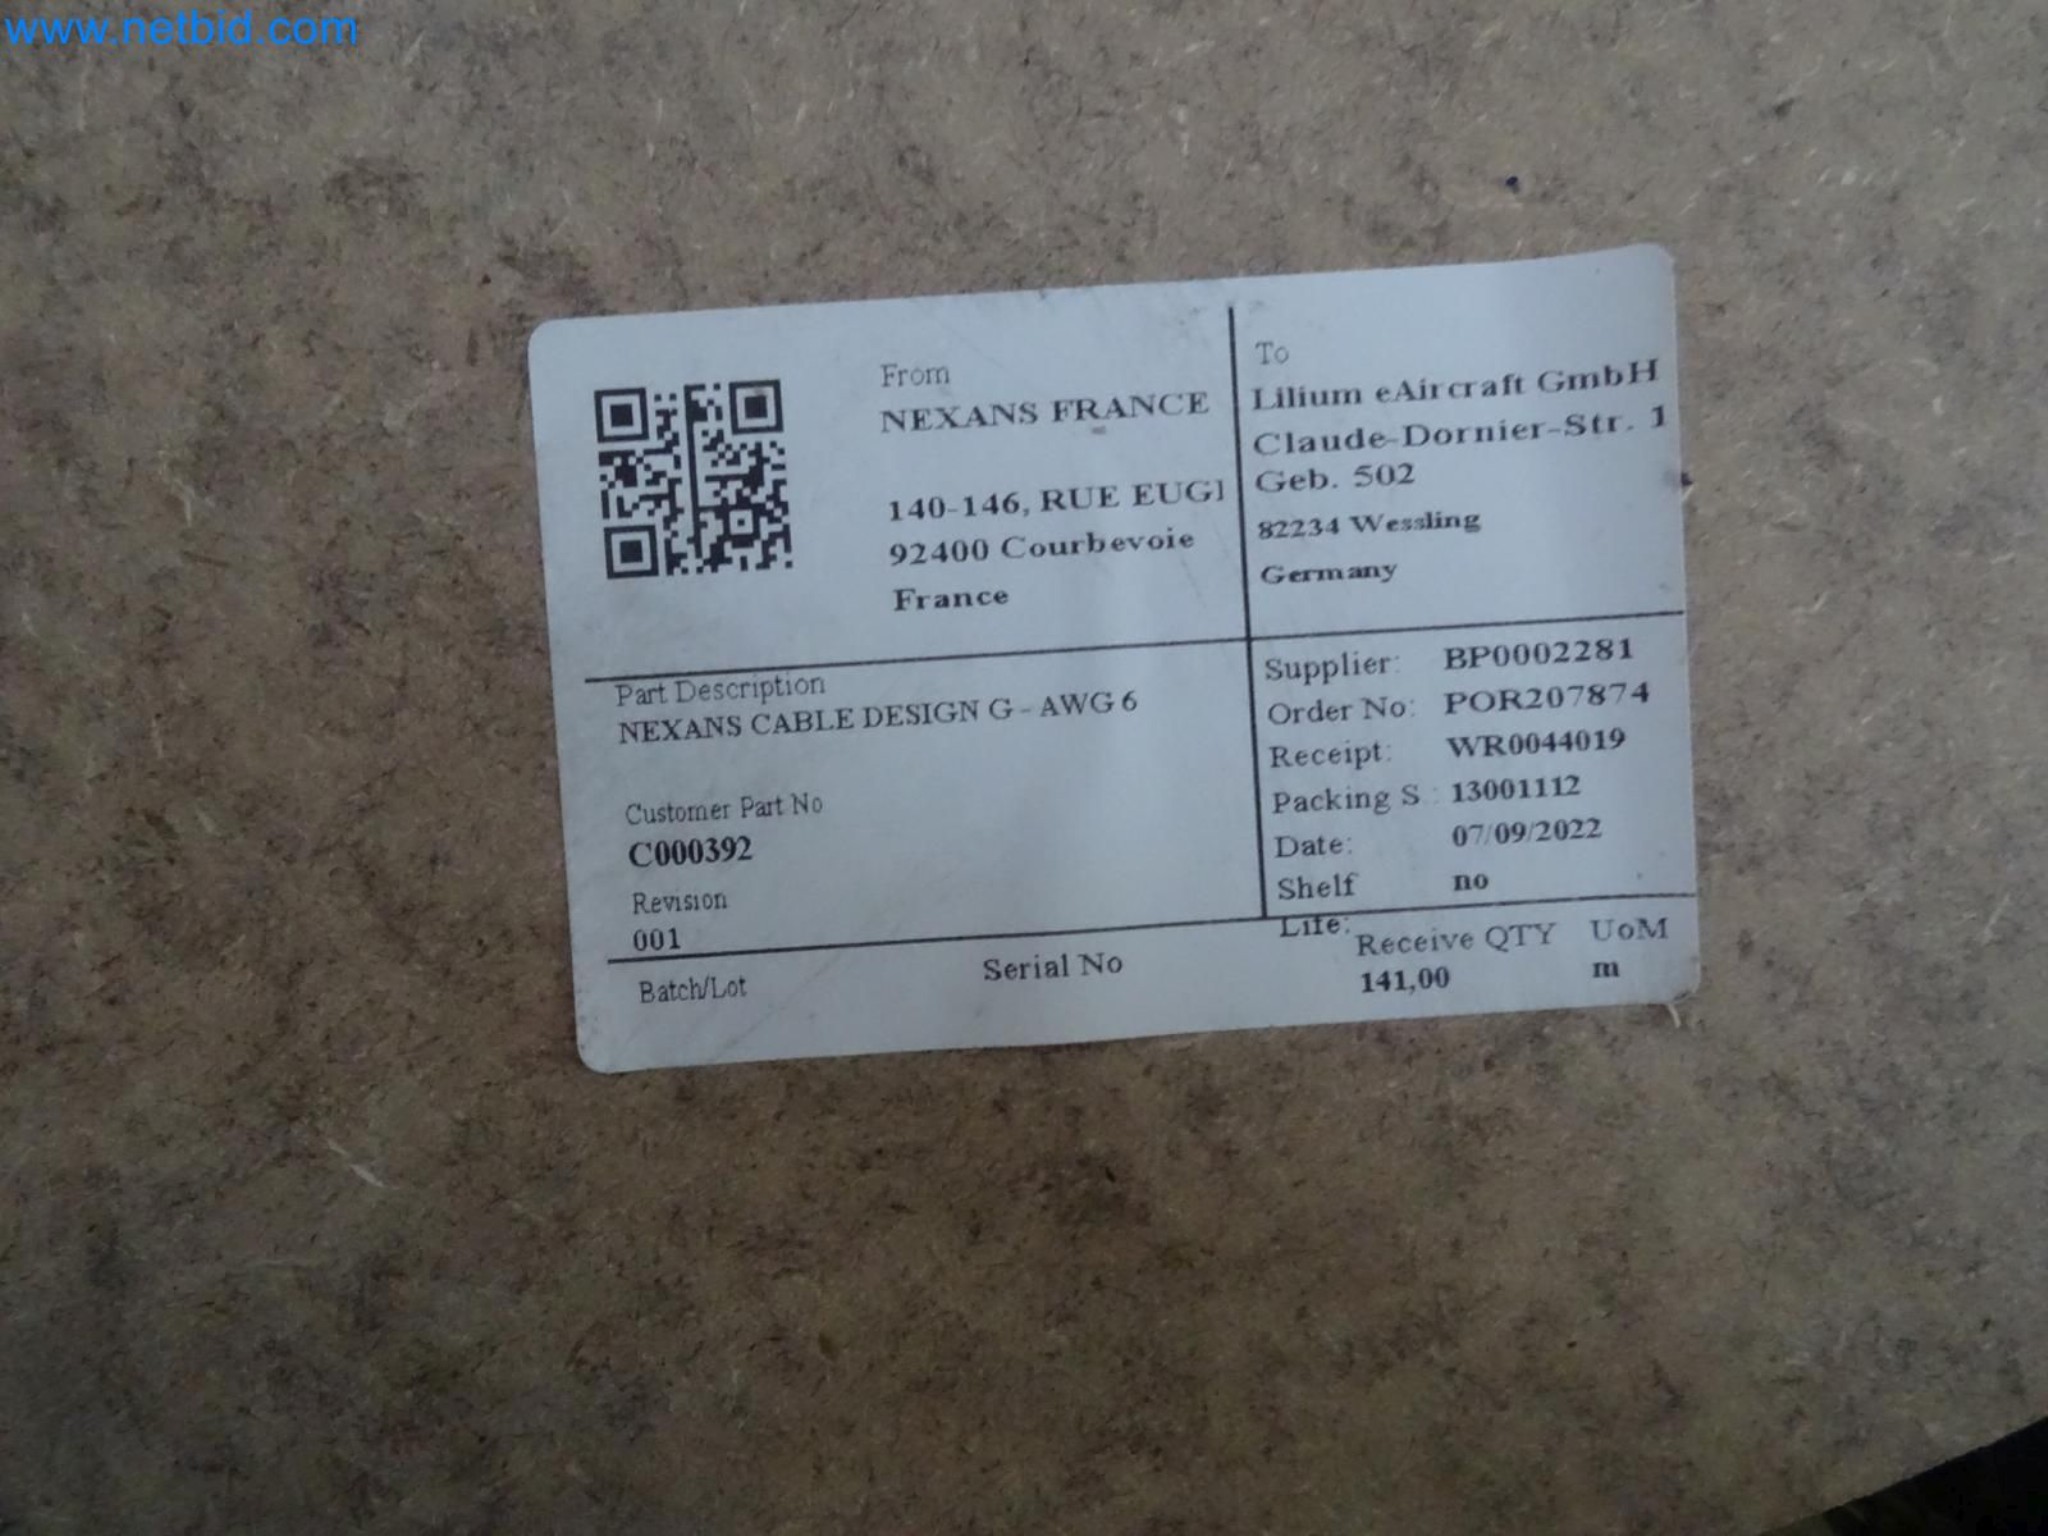 www.netbid.com
From
NEXANS FRANCE
140-146, RUE EUGI
92400 Courbevoie
France
To
Lilium eAircraft GmbH
Claude-Dornier-Str. 1
Geb. 502
82234 Wessling
Germany
Part Description
NEXANS CABLE DESIGN G - AWG 6
Customer Part No
C000392
Revision
001
Supplier: BP0002281
Order No: POR207874
Receipt: WR0044019
Packing S : 13001112
Date: 07/09/2022
Shelf no
Life:
Batch/Lot
Serial No
Receive QTY UoM
141,00 m